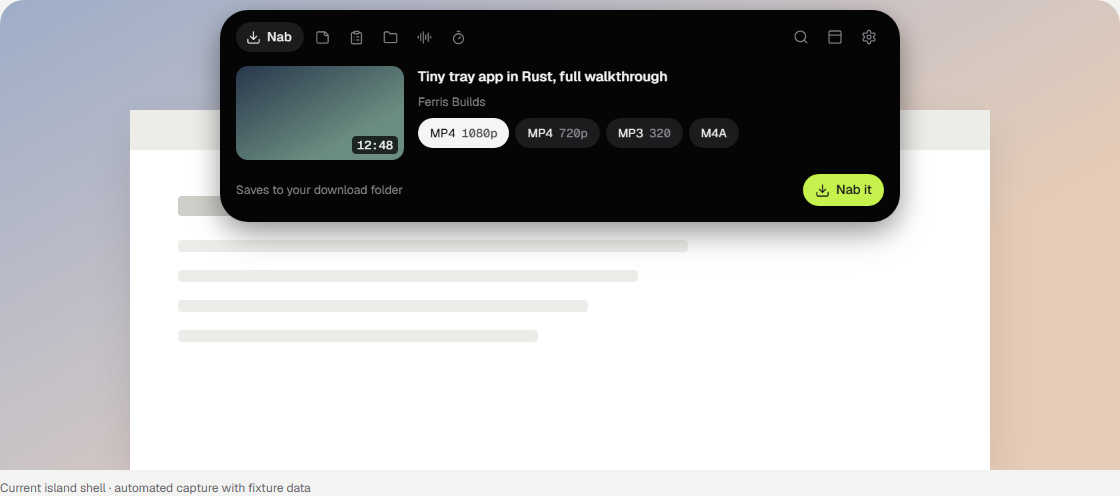 Nab
Tiny tray app in Rust, full walkthrough
Ferris Builds
12:48
MP4 1080p MP4 720p MP3 320 M4A
Saves to your download folder
Nab it
Current island shell · automated capture with fixture data